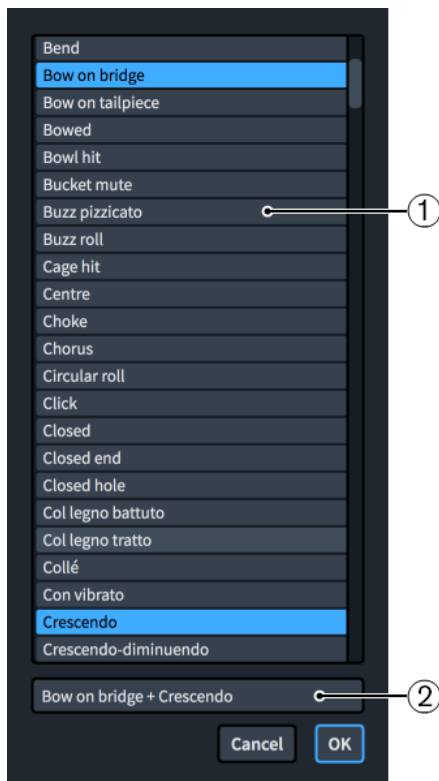 Bend
Bow on bridge
Bow on tailpiece
Bowed
Bowl hit
Bucket mute
Buzz pizzicato
1
Buzz roll
Cage hit
Centre
Choke
Chorus
Circular roll
Click
Closed
Closed end
Closed hole
Col legno battuto
Col legno tratto
Collé
Con vibrato
Crescendo
Crescendo-diminuendo
Bow on bridge + Crescendo
2
Cancel
OK